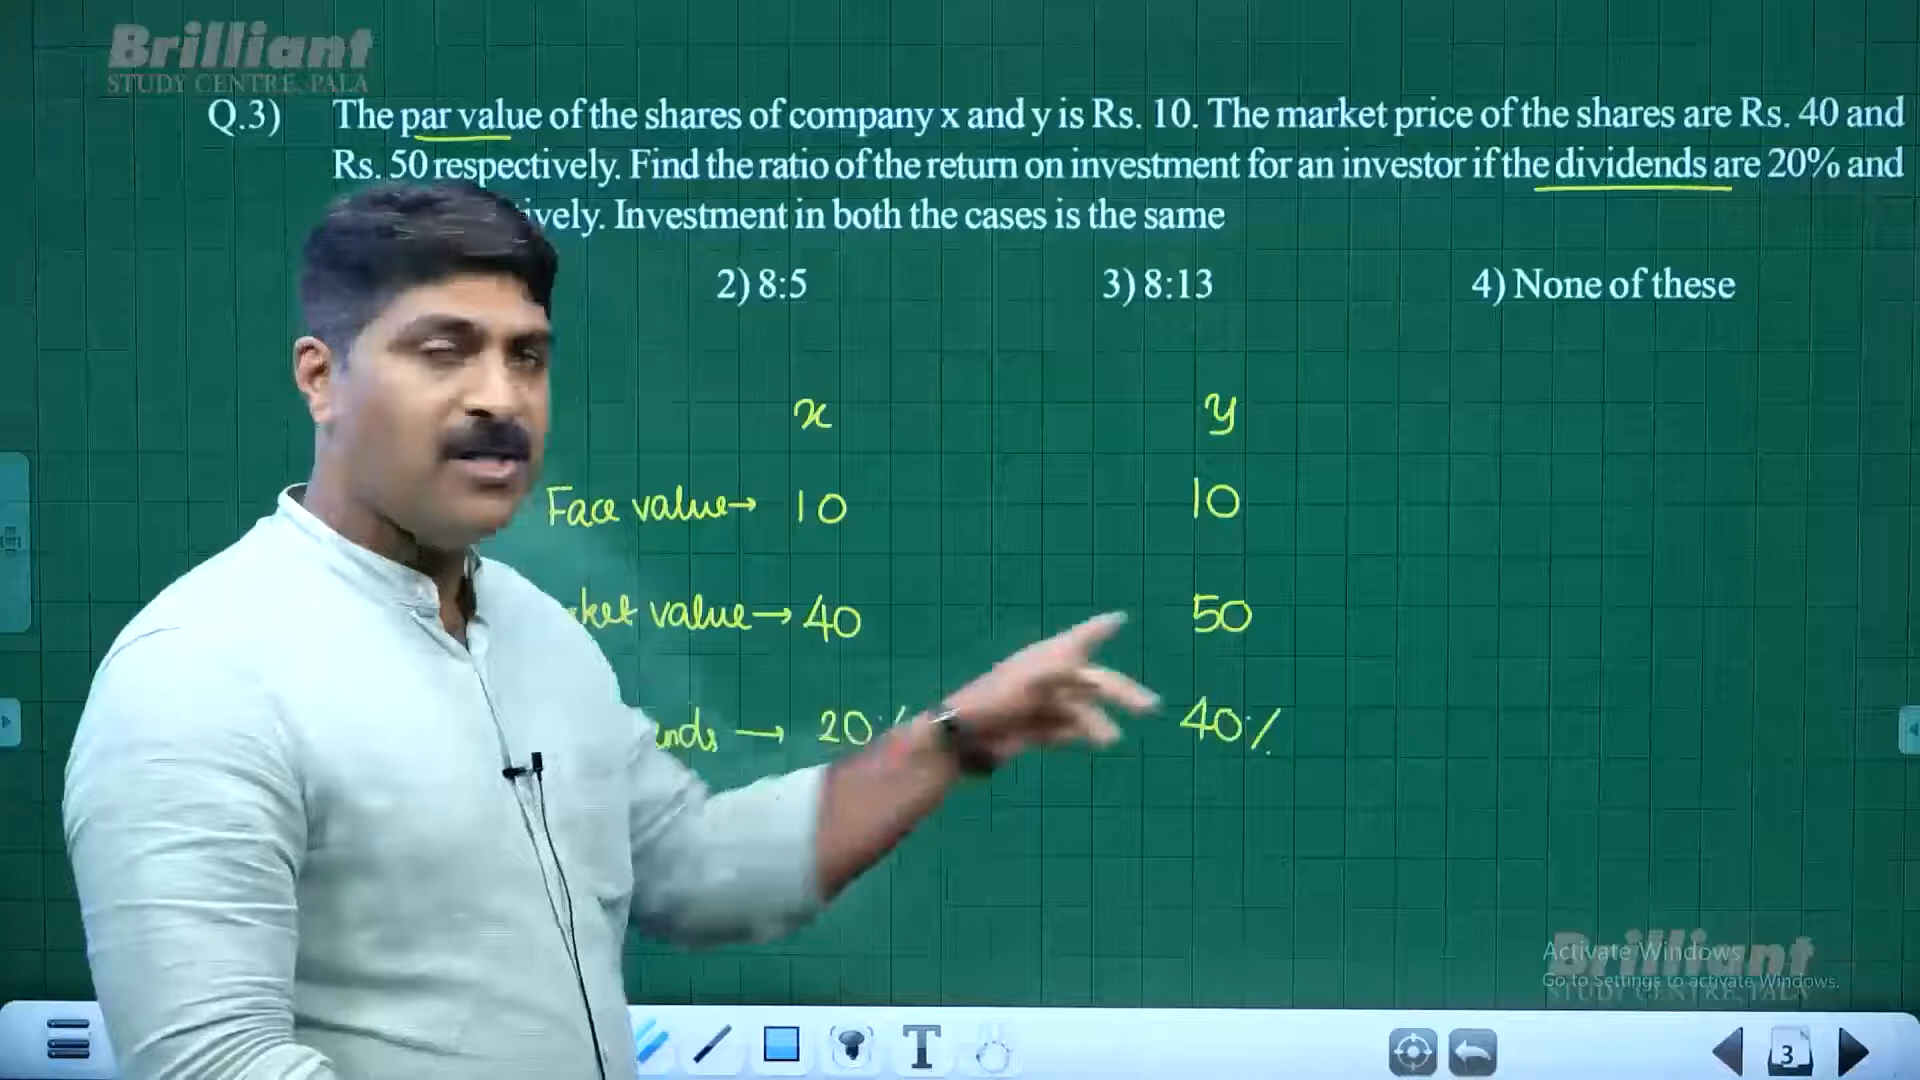 Brilliant
STUDY CENTRE, PALA
Q.3) The par value of the shares of company x and y is Rs. 10. The market price of the shares are Rs. 40 and
Rs. 50 respectively. Find the ratio of the return on investment for an investor if the dividends are 20% and
Investment in both the cases is the same
2) 8:5 3) 8:13 4) None of these
x y
Face value→ 10 10
value→ 40 50
→ 20 40%
Activate Windows
Go to Settings to activate Windows.
Brilliant
STUDY CENTRE, PALA
T
3